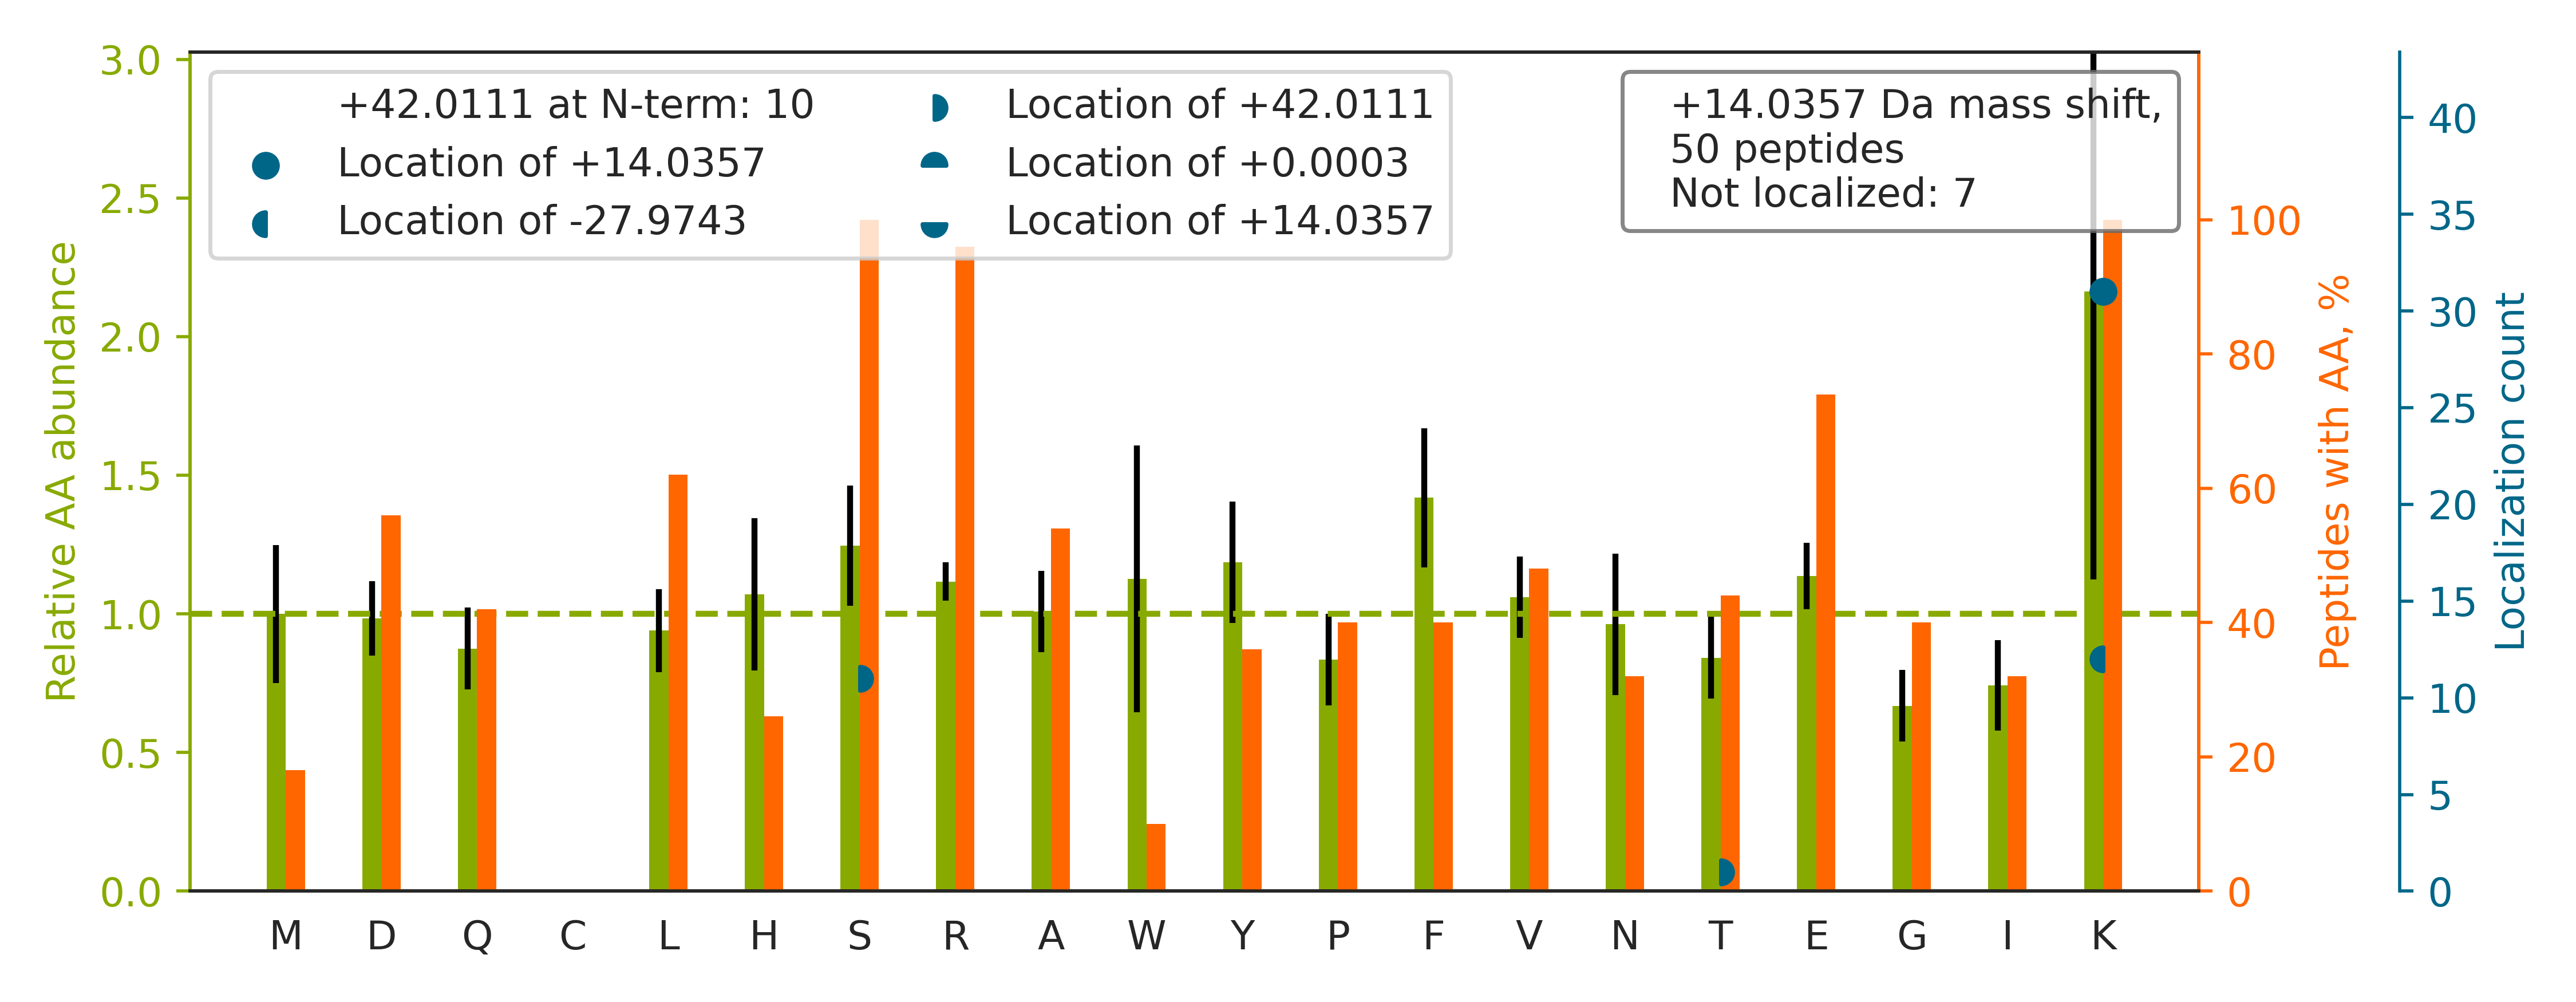 +42.0111 at N-term: 10
Location of +14.0357
Location of -27.9743
Location of +42.0111
Location of +0.0003
Location of +14.0357
+14.0357 Da mass shift,
50 peptides
Not localized: 7
Relative AA abundance
3.0
2.5
2.0
1.5
1.0
0.5
0.0
Peptides with AA, %
100
80
60
40
20
0
Localization count
40
35
30
25
20
15
10
5
0
M D Q C L H S R A W Y P F V N T E G I K